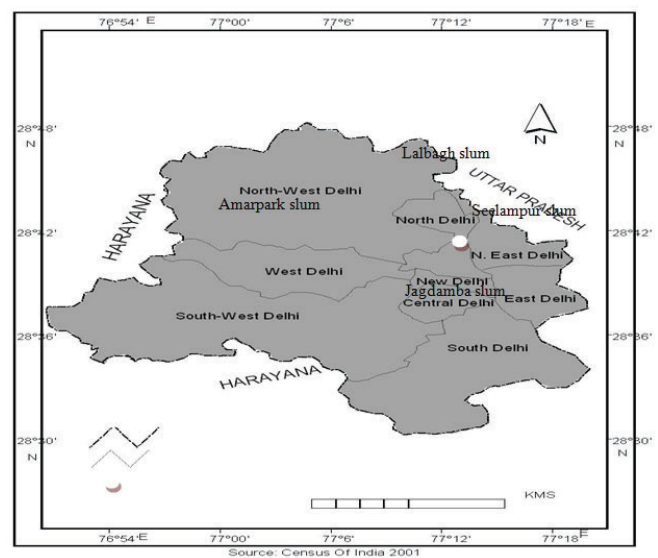 76°54' E 77°00' 77°6' 77°12' 77°18' E
28°48' 28°48'
N N
Lalbagh slum
UTTAR PRADESH
North-West Delhi
Amarpark slum
Seelampur slum
HARAYANA
North Delhi
28°42' 28°42'
N. East Delhi
West Delhi
New Delhi
Jagdamba slum
East Delhi
Central Delhi
South-West Delhi
28°36' 28°36'
South Delhi
HARAYANA
28°30' 28°30'
N N
KMS
76°54' E 77°00' 77°6' 77°12' 77°18' E
Source: Census Of India 2001